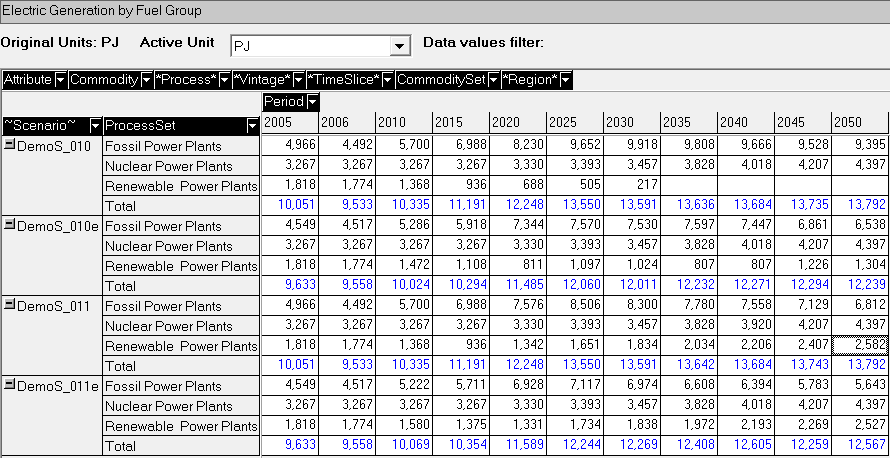 Electric Generation by Fuel Group
Original Units: PJ Active Unit PJ Data values filter:
Attribute Commodity *Process* *Vintage* *TimeSlice* CommoditySet *Region*
Period
~Scenario~ ProcessSet 2005 2006 2010 2015 2020 2025 2030 2035 2040 2045 2050
DemoS_010 Fossil Power Plants 4,966 4,492 5,700 6,988 8,230 9,652 9,918 9,808 9,666 9,528 9,395
Nuclear Power Plants 3,267 3,267 3,267 3,267 3,330 3,393 3,457 3,828 4,018 4,207 4,397
Renewable Power Plants 1,818 1,774 1,368 936 688 505 217
Total 10,051 9,533 10,335 11,191 12,248 13,550 13,591 13,636 13,684 13,735 13,792
DemoS_010e Fossil Power Plants 4,549 4,517 5,286 5,918 7,344 7,570 7,530 7,597 7,447 6,861 6,538
Nuclear Power Plants 3,267 3,267 3,267 3,267 3,330 3,393 3,457 3,828 4,018 4,207 4,397
Renewable Power Plants 1,818 1,774 1,472 1,108 811 1,097 1,024 807 807 1,226 1,304
Total 9,633 9,558 10,024 10,294 11,485 12,060 12,011 12,232 12,271 12,294 12,239
DemoS_011 Fossil Power Plants 4,966 4,492 5,700 6,988 7,576 8,506 8,300 7,780 7,558 7,129 6,812
Nuclear Power Plants 3,267 3,267 3,267 3,267 3,330 3,393 3,457 3,828 3,920 4,207 4,397
Renewable Power Plants 1,818 1,774 1,368 936 1,342 1,651 1,834 2,034 2,206 2,407 2,582
Total 10,051 9,533 10,335 11,191 12,248 13,550 13,591 13,642 13,684 13,743 13,792
DemoS_011e Fossil Power Plants 4,549 4,517 5,222 5,711 6,928 7,117 6,974 6,608 6,394 5,783 5,643
Nuclear Power Plants 3,267 3,267 3,267 3,267 3,330 3,393 3,457 3,828 4,018 4,207 4,397
Renewable Power Plants 1,818 1,774 1,580 1,375 1,331 1,734 1,838 1,972 2,193 2,269 2,527
Total 9,633 9,558 10,069 10,354 11,589 12,244 12,269 12,408 12,605 12,259 12,567